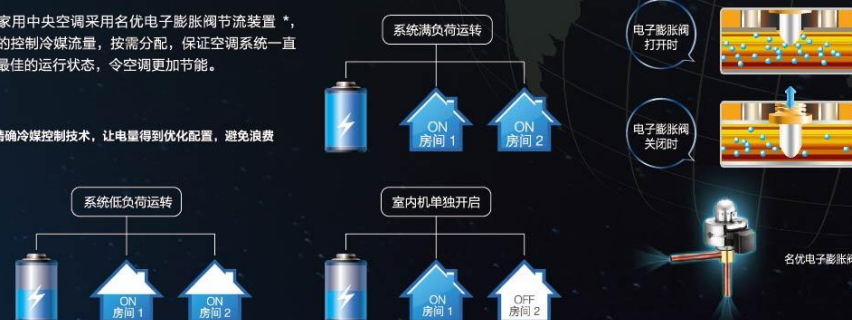 家用中央空调采用名优电子膨胀阀节流装置 *,
的控制冷媒流量，按需分配，保证空调系统一直
最佳的运行状态，令空调更加节能。
精确冷媒控制技术，让电量得到优化配置，避免浪费
系统满负荷运转
ON
房间 1
ON
房间 2
电子膨胀阀
打开时
电子膨胀阀
关闭时
系统低负荷运转
ON
房间 1
ON
房间 2
室内机单独开启
ON
房间 1
OFF
房间 2
名优电子膨胀阀